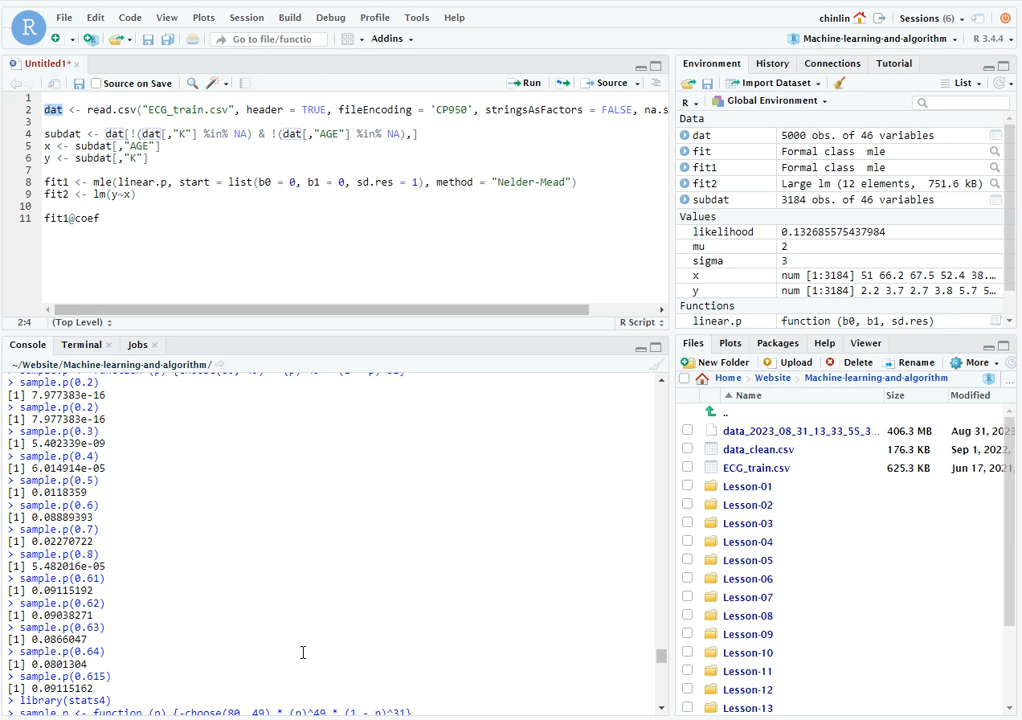 File Edit Code View Plots Session Build Debug Profile Tools Help
chinlin Sessions (6)
Go to file/functio Addins
Machine-learning-and-algorithm R 3.4.4
Untitled1*
Source on Save Run Source
1
2 dat <- read.csv("ECG_train.csv", header = TRUE, fileEncoding = 'CP950', stringsAsFactors = FALSE, na.s
3
4 subdat <- dat[!(dat[,"K"] %in% NA) & !(dat[,"AGE"] %in% NA),]
5 x <- subdat[,"AGE"]
6 y <- subdat[,"K"]
7
8 fit1 <- mle(linear.p, start = list(b0 = 0, b1 = 0, sd.res = 1), method = "Nelder-Mead")
9 fit2 <- lm(y~x)
10
11 fit1@coef
2:4 (Top Level) R Script
Console Terminal Jobs
~/Website/Machine-learning-and-algorithm/
> sample.p(0.2)
[1] 7.977383e-16
> sample.p(0.2)
[1] 7.977383e-16
> sample.p(0.3)
[1] 5.402339e-09
> sample.p(0.4)
[1] 6.014914e-05
> sample.p(0.5)
[1] 0.0118359
> sample.p(0.6)
[1] 0.08889393
> sample.p(0.7)
[1] 0.02270722
> sample.p(0.8)
[1] 5.482016e-05
> sample.p(0.61)
[1] 0.09115192
> sample.p(0.62)
[1] 0.09038271
> sample.p(0.63)
[1] 0.0866047
> sample.p(0.64)
[1] 0.0801304
> sample.p(0.615)
[1] 0.09115162
> library(stats4)
> sample.p <- function (p) {-choose(80, 49) * (p)^49 * (1 - p)^31}
Environment History Connections Tutorial
Import Dataset List
R Global Environment
Data
dat 5000 obs. of 46 variables
fit Formal class mle
fit1 Formal class mle
fit2 Large lm (12 elements, 751.6 kB)
subdat 3184 obs. of 46 variables
Values
likelihood 0.132685575437984
mu 2
sigma 3
x num [1:3184] 51 66.2 67.5 52.4 38...
y num [1:3184] 2.2 3.7 2.7 3.8 5.7 5...
Functions
linear.p function (b0, b1, sd.res)
Files Plots Packages Help Viewer
New Folder Upload Delete Rename More
Home Website Machine-learning-and-algorithm ...
Name Size Modified
..
data_2023_08_31_13_33_55_3... 406.3 MB Aug 31, 2023
data_clean.csv 176.3 KB Sep 1, 2022,
ECG_train.csv 625.3 KB Jun 17, 2021
Lesson-01
Lesson-02
Lesson-03
Lesson-04
Lesson-05
Lesson-06
Lesson-07
Lesson-08
Lesson-09
Lesson-10
Lesson-11
Lesson-12
Lesson-13